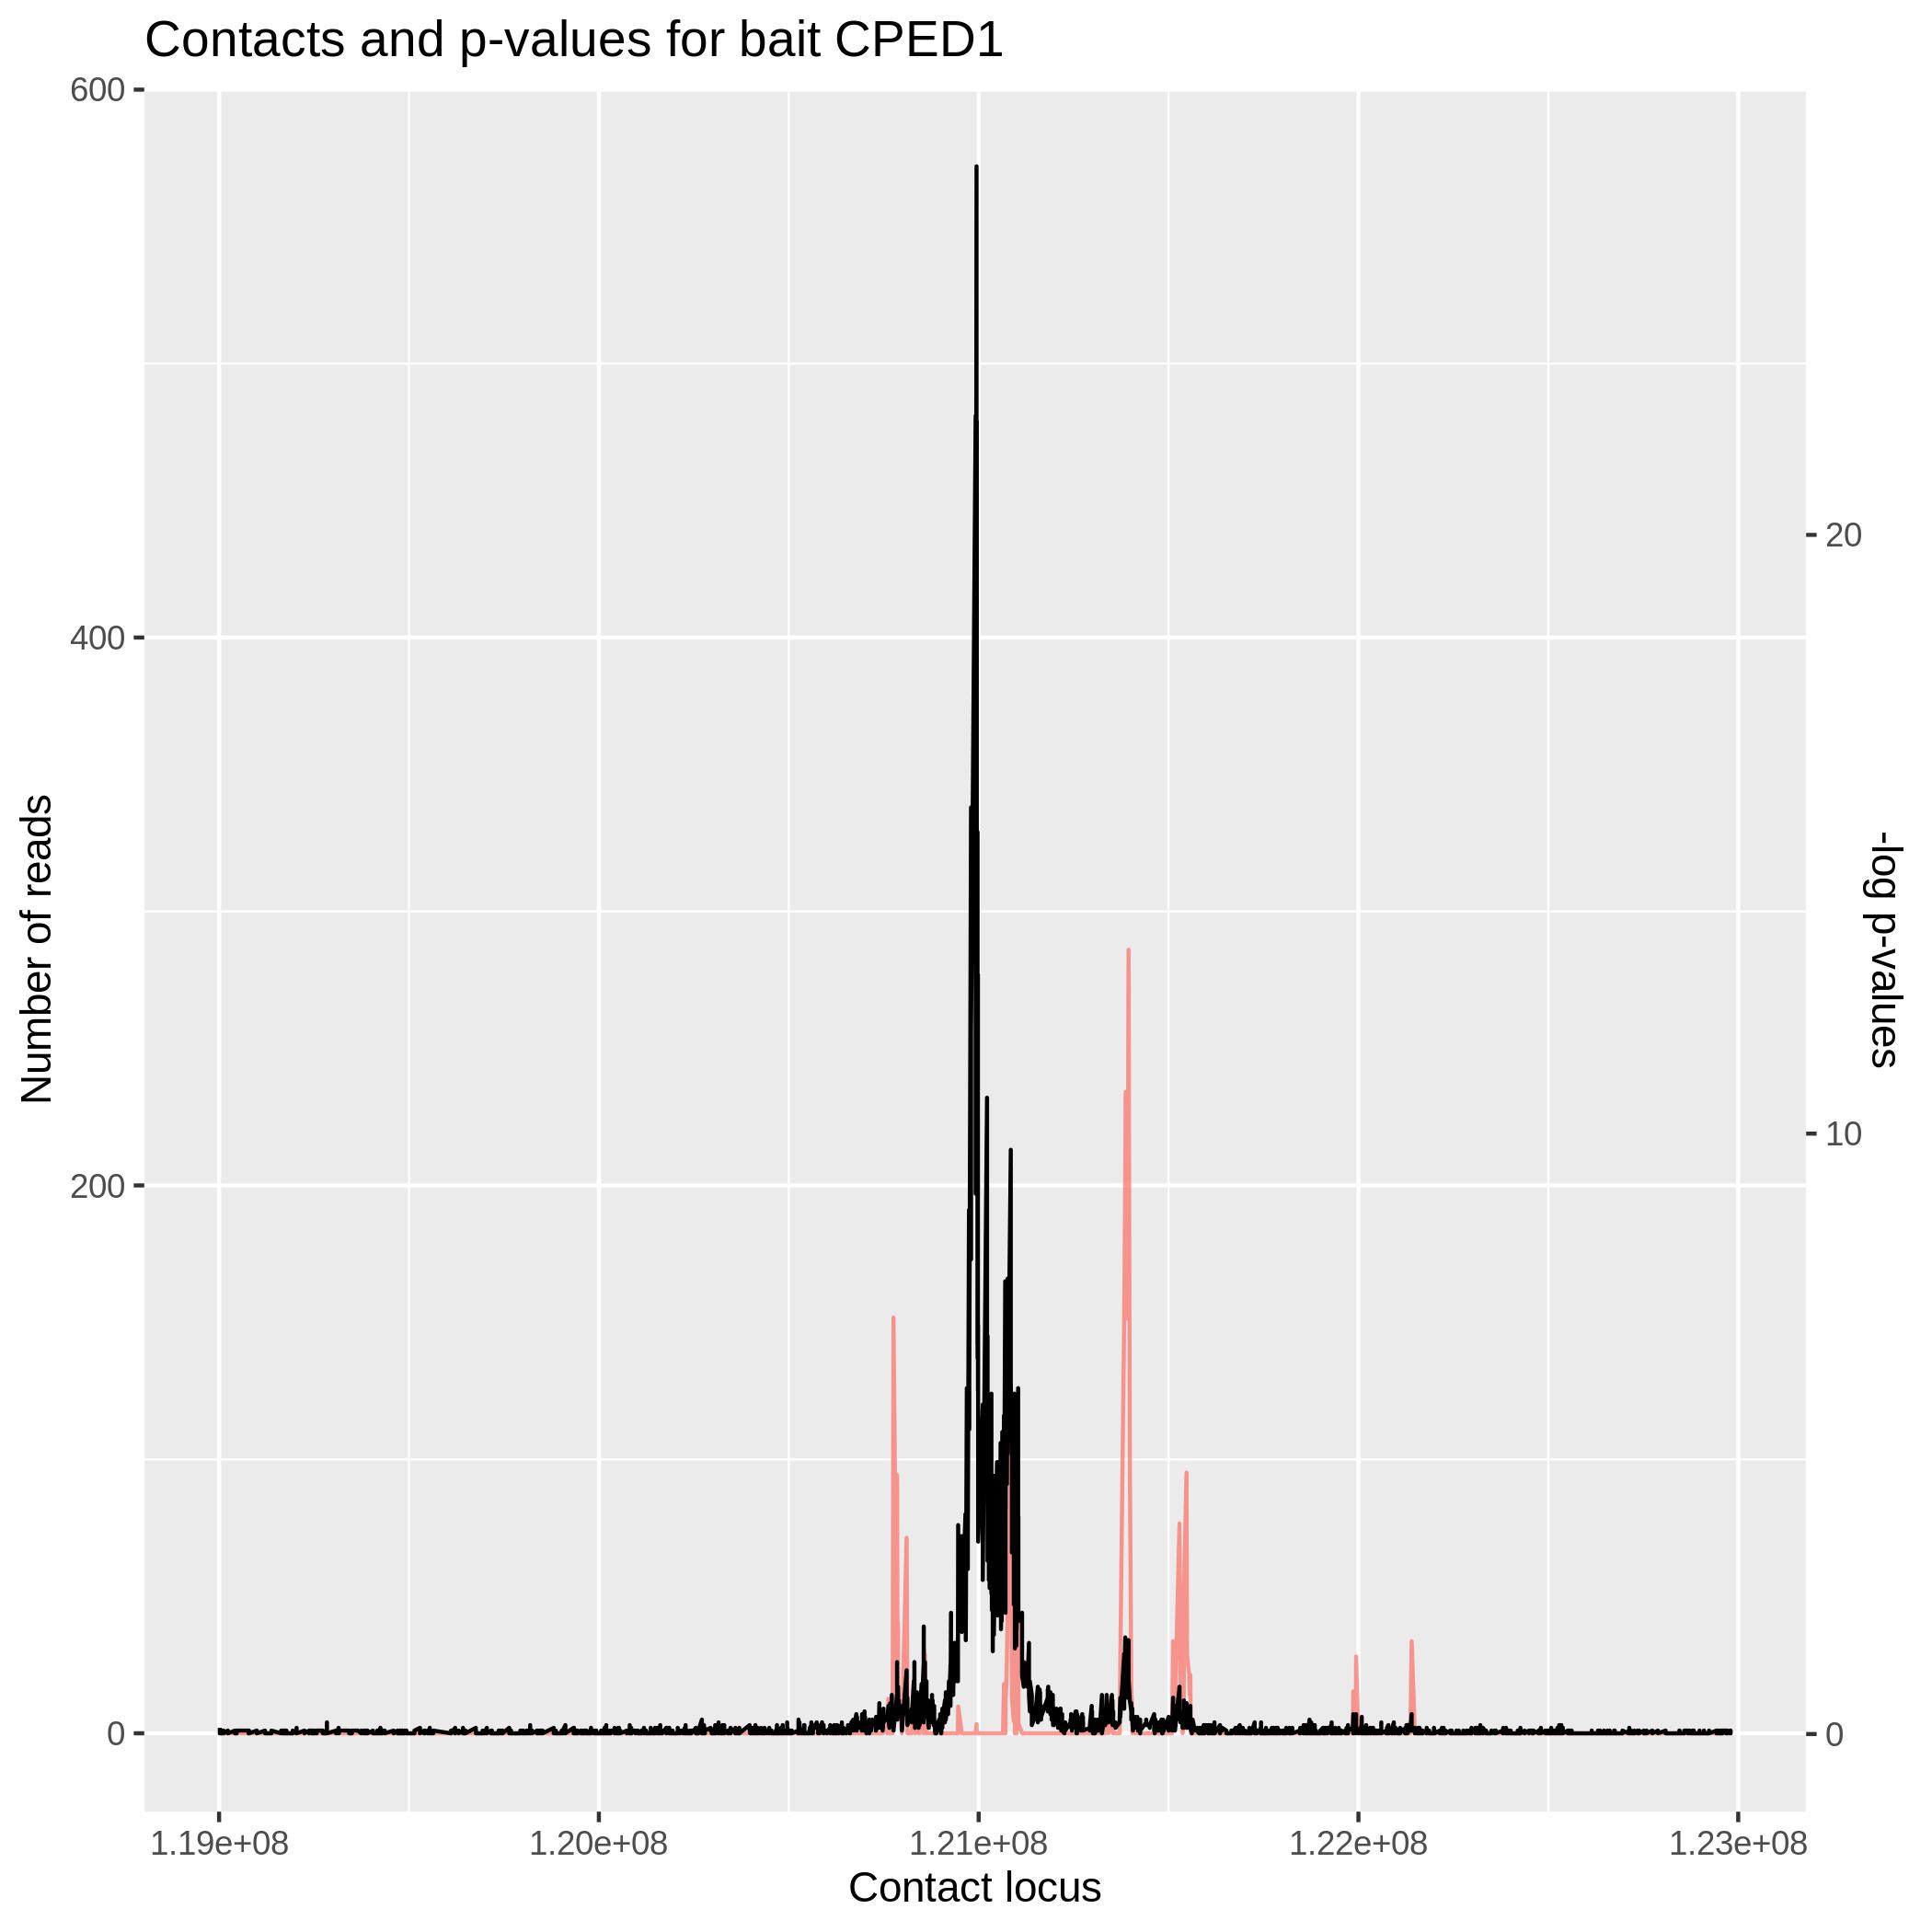 Contacts and p-values for bait CPED1
600
400
200
0
Number of reads
20
10
0
-log p-values
1.19e+08 1.20e+08 1.21e+08 1.22e+08 1.23e+08
Contact locus